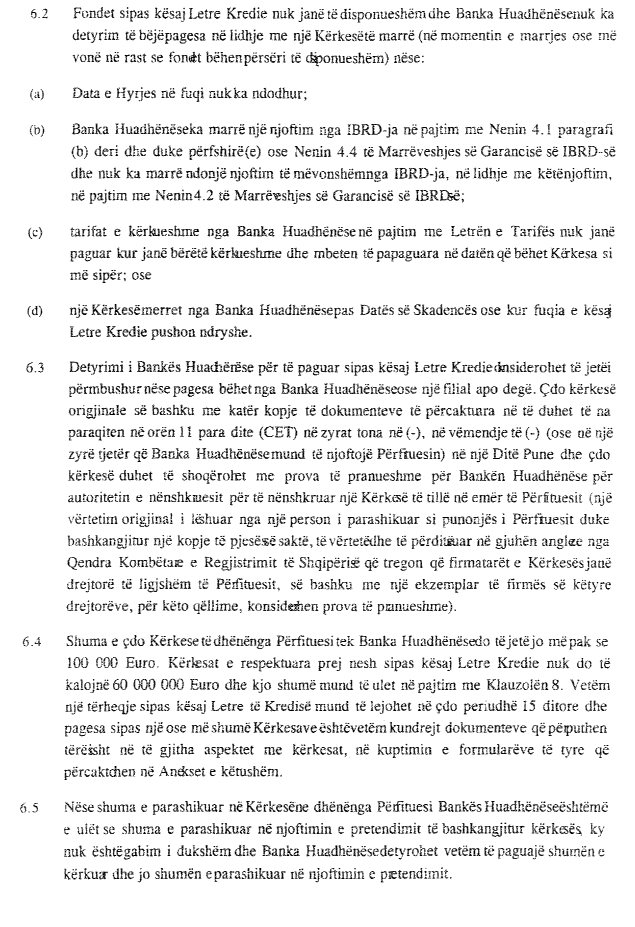 6.2 Fondet sipas kësaj Letre Kredie nuk janë të disponueshëm dhe Banka Huadhënësenuk ka
detyrim të bëjëpagesa në lidhje me një Kërkesëtë marrë (në momentin e marrjes ose më
vonë në rast se fondet bëhenpërsëri të disponueshëm) nëse:
(a) Data e Hyrjes në fuqi nuk ka ndodhur;
(b) Banka Huadhëneseka marrë një njoftim nga IBRD-ja në pajtim me Nenin 4.1 paragrafi
(b) deri dhe duke përfshirë(e) ose Nenin 4.4 të Marrëveshjes së Garancisë së IBRD-së
dhe nuk ka marrë ndonjë njoftim të mëvonshëmnga IBRD-ja, në lidhje me këtënjoftim,
në pajtim me Nenin4.2 të Marrëveshjes së Garancisë së IBRDsë;
(c) tarifat e kërkueshme nga Banka Huadhënësenë pajtim me Letrën e Tarifës nuk janë
paguar kur janë bërëtë kërkueshme dhe mbeten të papaguara në datën që bëhet Kërkesa si
më sipër; ose
(d) një Kërkesëmerret nga Banka Huadhënësepas Datës së Skadencës ose kur fuqia e kësaj
Letre Kredie pushon ndryshe.
6.3 Detyrimi i Bankës Huadhënëse për të paguar sipas kësaj Letre Krediekonsiderohet të jetëi
përmbushur nëse pagesa bëhet nga Banka Huadhënëseose një filial apo degë. Çdo kërkesë
origjinale së bashku me katër kopje të dokumenteve të përcaktuara në të duhet të na
paraqiten në orën 11 para dite (CET) në zyrat tona në (-), në vëmendje të (-) (ose në një
zyrë tjetër që Banka Huadhënësemund të njoftojë Përfituesin) në një Ditë Pune dhe çdo
kërkesë duhet të shoqërohet me prova të pranueshme për Bankën Huadhënëse për
autoritetin e nënshkruesit për të nënshkruar një Kërkesë të tillë në emër të Përfituesit (një
vërtetim origjinal i lëshuar nga një person i parashikuar si punonjës i Përfituesit duke
bashkangjitur një kopje të pjesëssë saktë, të vërtetëdhe të përditësuar në gjuhën angleze nga
Qendra Kombëtare e Regjistrimit të Shqipërisë që tregon që firmatarët e Kërkesësjanë
drejtorë të ligjshëm të Përfituesit, së bashku me një ekzemplar të firmës së këtyre
drejtorëve, për këto qëllime, konsiderohen prova të pranueshme).
6.4 Shuma e çdo Kërkese të dhënënga Përfituesi tek Banka Huadhënësedo të jetë jo më pak se
100 000 Euro. Kërkesat e respektuara prej nesh sipas kësaj Letre Kredie nuk do të
kalojnë 60 000 000 Euro dhe kjo shumë mund të ulet në pajtim me Klauzolën 8. Vetëm
një tërheqje sipas kësaj Letre të Kredisë mund të lejohet në çdo periudhë 15 ditore dhe
pagesa sipas një ose më shumë Kërkesave ështëvetëm kundrejt dokumenteve që përputhen
tërësisht në të gjitha aspektet me kërkesat, në kuptimin e formularëve të tyre që
përcaktohen në Anekset e këtushëm.
6.5 Nëse shuma e parashikuar në Kërkesëne dhënënga Përfituesi Bankës Huadhënëseështëmë
e ulët se shuma e parashikuar në njoftimin e pretendimit të bashkangjitur kërkesës, ky
nuk ështëgabim i dukshëm dhe Banka Huadhënësedetyrohet vetëm të paguajë shumën e
kërkuar dhe jo shumën e parashikuar në njoftimin e pretendimit.